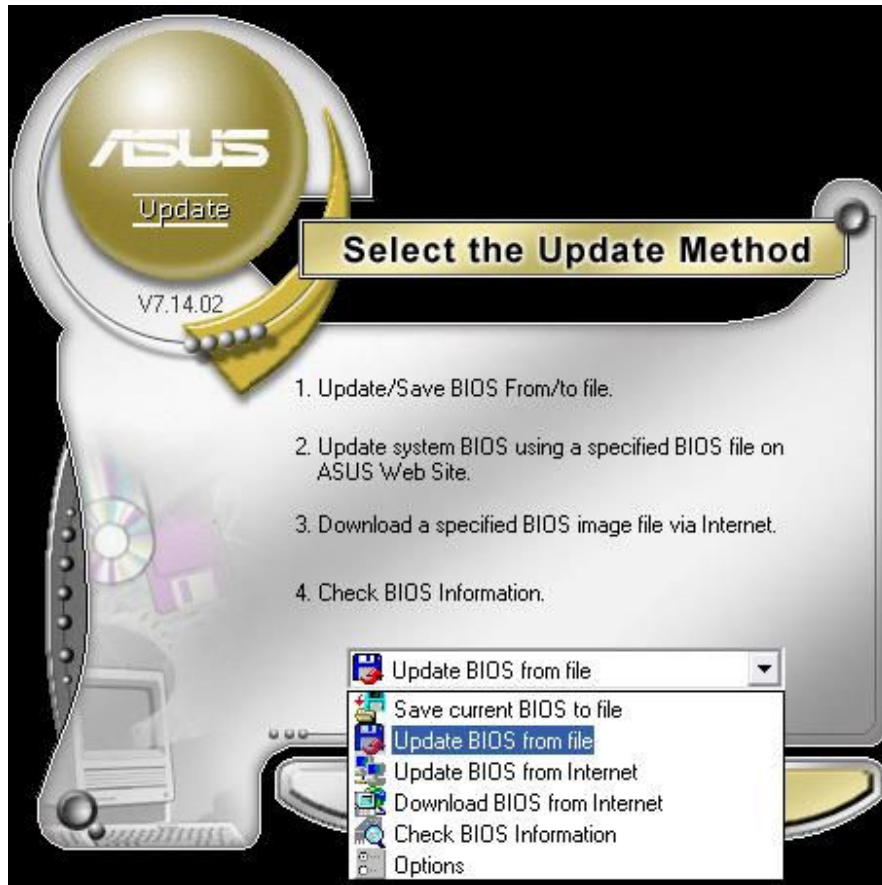 ASUS
Update
V7.14.02
Select the Update Method
1. Update/Save BIOS From/to file.
2. Update system BIOS using a specified BIOS file on
ASUS Web Site.
3. Download a specified BIOS image file via Internet.
4. Check BIOS Information.
Update BIOS from file
Save current BIOS to file
Update BIOS from file
Update BIOS from Internet
Download BIOS from Internet
Check BIOS Information
Options